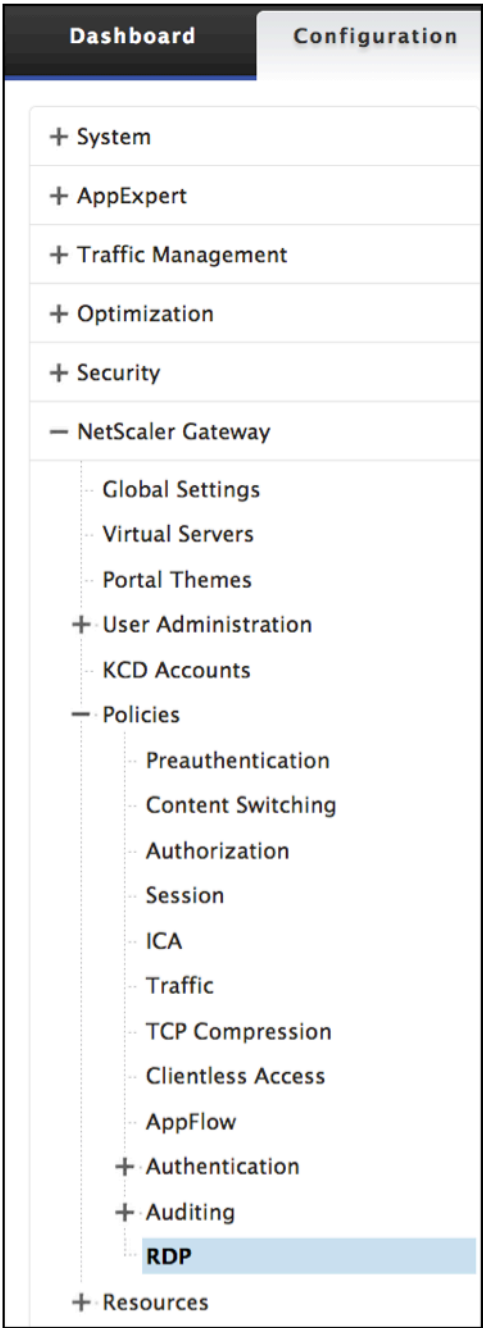 Dashboard Configuration
System
AppExpert
Traffic Management
Optimization
Security
NetScaler Gateway
Global Settings
Virtual Servers
Portal Themes
User Administration
KCD Accounts
Policies
Preauthentication
Content Switching
Authorization
Session
ICA
Traffic
TCP Compression
Clientless Access
AppFlow
Authentication
Auditing
RDP
Resources